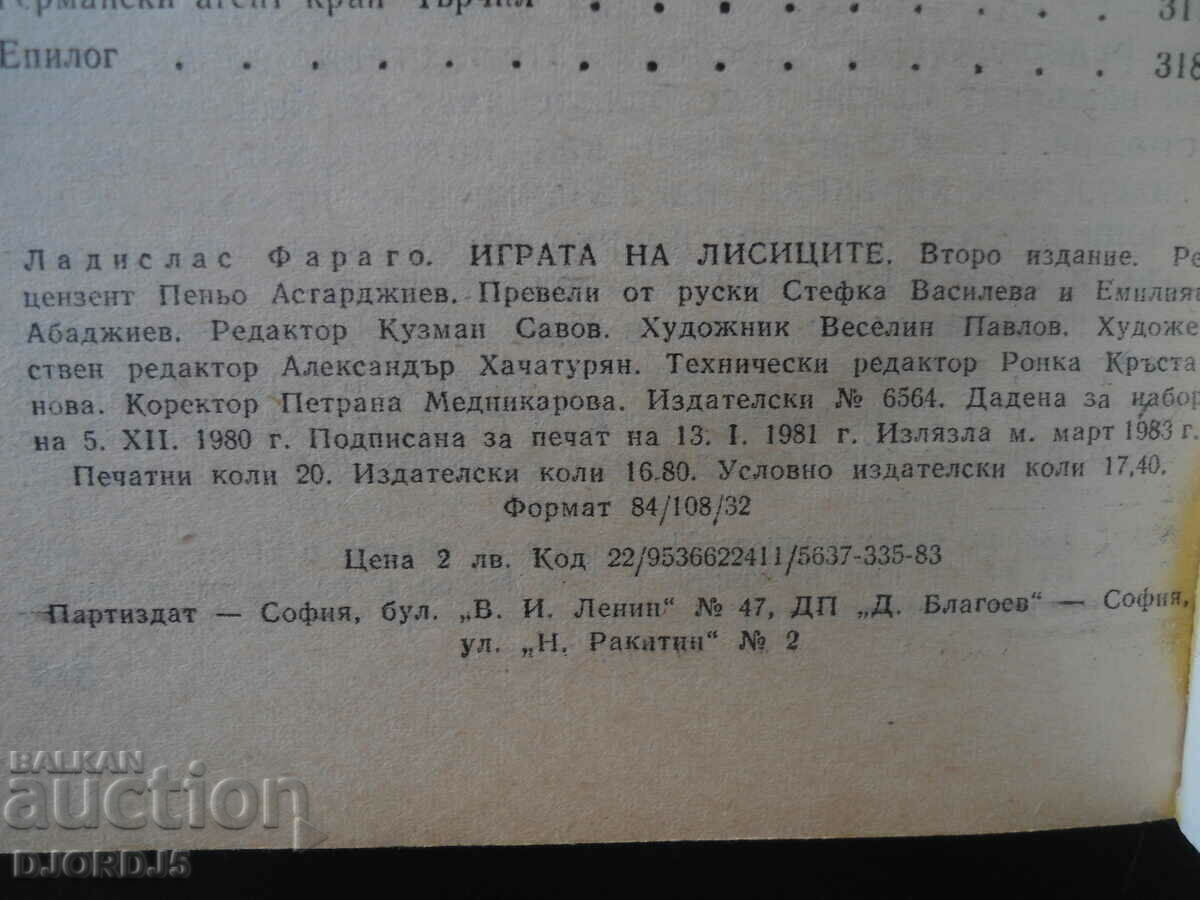 Германски агент край Чърчил . . . . . . . . 31
Епилог . . . . . . . . . . . . . . . 318
Ладислас Фараго. ИГРАТА НА ЛИСИЦИТЕ. Второ издание. Ре
цензент Пеньо Асгарджиев. Превели от руски Стефка Василева и Емилиян
Абаджиев. Редактор Кузман Савов. Художник Веселин Павлов. Художе
ствен редактор Александър Хачатурян. Технически редактор Ронка Кръста
нова. Коректор Петрана Медникарова. Издателски № 6564. Дадена за набор
на 5. XII. 1980 г. Подписана за печат на 13. I. 1981 г. Излязла м. март 1983 г.
Печатни коли 20. Издателски коли 16.80. Условно издателски коли 17,40.
Формат 84/108/32
Цена 2 лв. Код 22/9536622411/5637-335-83
Партиздат — София, бул. „В. И. Ленин“ № 47, ДП „Д. Благоев“ — София,
ул. „Н. Ракитин“ № 2
BALKAN
auction
DJORDJ5